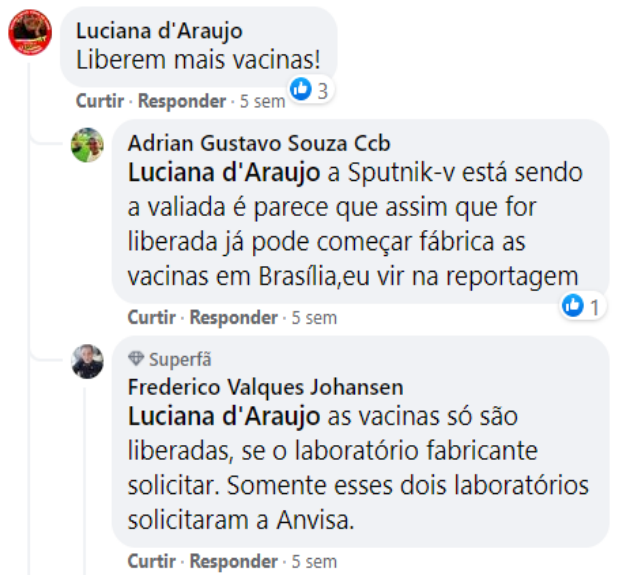 Luciana d'Araujo
Liberem mais vacinas!
3
Curtir · Responder · 5 sem
Adrian Gustavo Souza Ccb
Luciana d'Araujo a Sputnik-v está sendo
a valiada é parece que assim que for
liberada já pode começar fábrica as
vacinas em Brasília,eu vir na reportagem
1
Curtir · Responder · 5 sem
Superfã
Frederico Valques Johansen
Luciana d'Araujo as vacinas só são
liberadas, se o laboratório fabricante
solicitar. Somente esses dois laboratórios
solicitaram a Anvisa.
Curtir · Responder · 5 sem